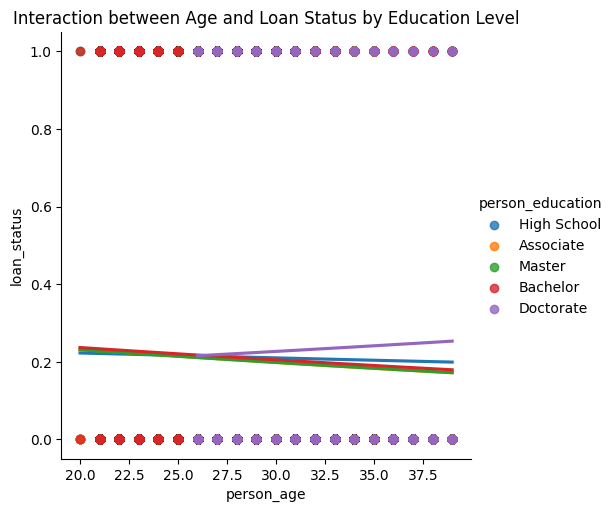 Interaction between Age and Loan Status by Education Level
loan_status
1.0
0.8
0.6
0.4
0.2
0.0
20.0 22.5 25.0 27.5 30.0 32.5 35.0 37.5
person_age
person_education
High School
Associate
Master
Bachelor
Doctorate